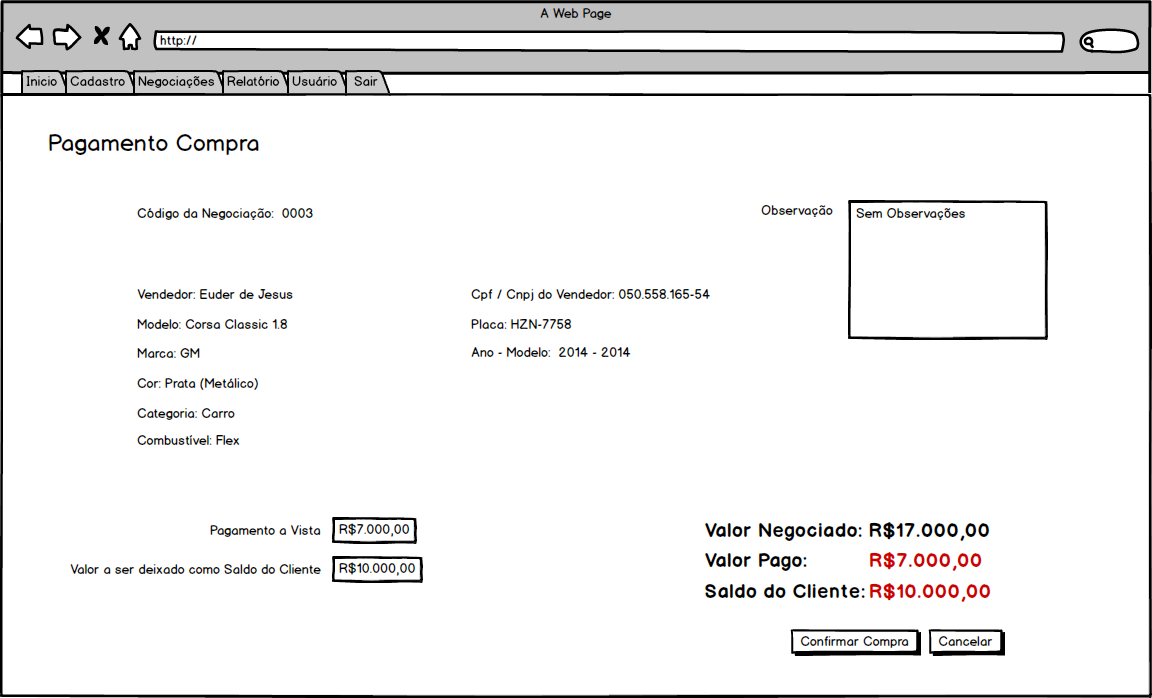 A Web Page
http://
Inicio Cadastro Negociações Relatório Usuário Sair
Pagamento Compra
Código da Negociação: 0003
Observação
Sem Observações
Vendedor: Euder de Jesus
Cpf / Cnpj do Vendedor: 050.558.165-54
Modelo: Corsa Classic 1.8
Placa: HZN-7758
Marca: GM
Ano - Modelo: 2014 - 2014
Cor: Prata (Metálico)
Categoria: Carro
Combustível: Flex
Pagamento a Vista R$7.000,00
Valor a ser deixado como Saldo do Cliente R$10.000,00
Valor Negociado: R$17.000,00
Valor Pago: R$7.000,00
Saldo do Cliente: R$10.000,00
Confirmar Compra Cancelar